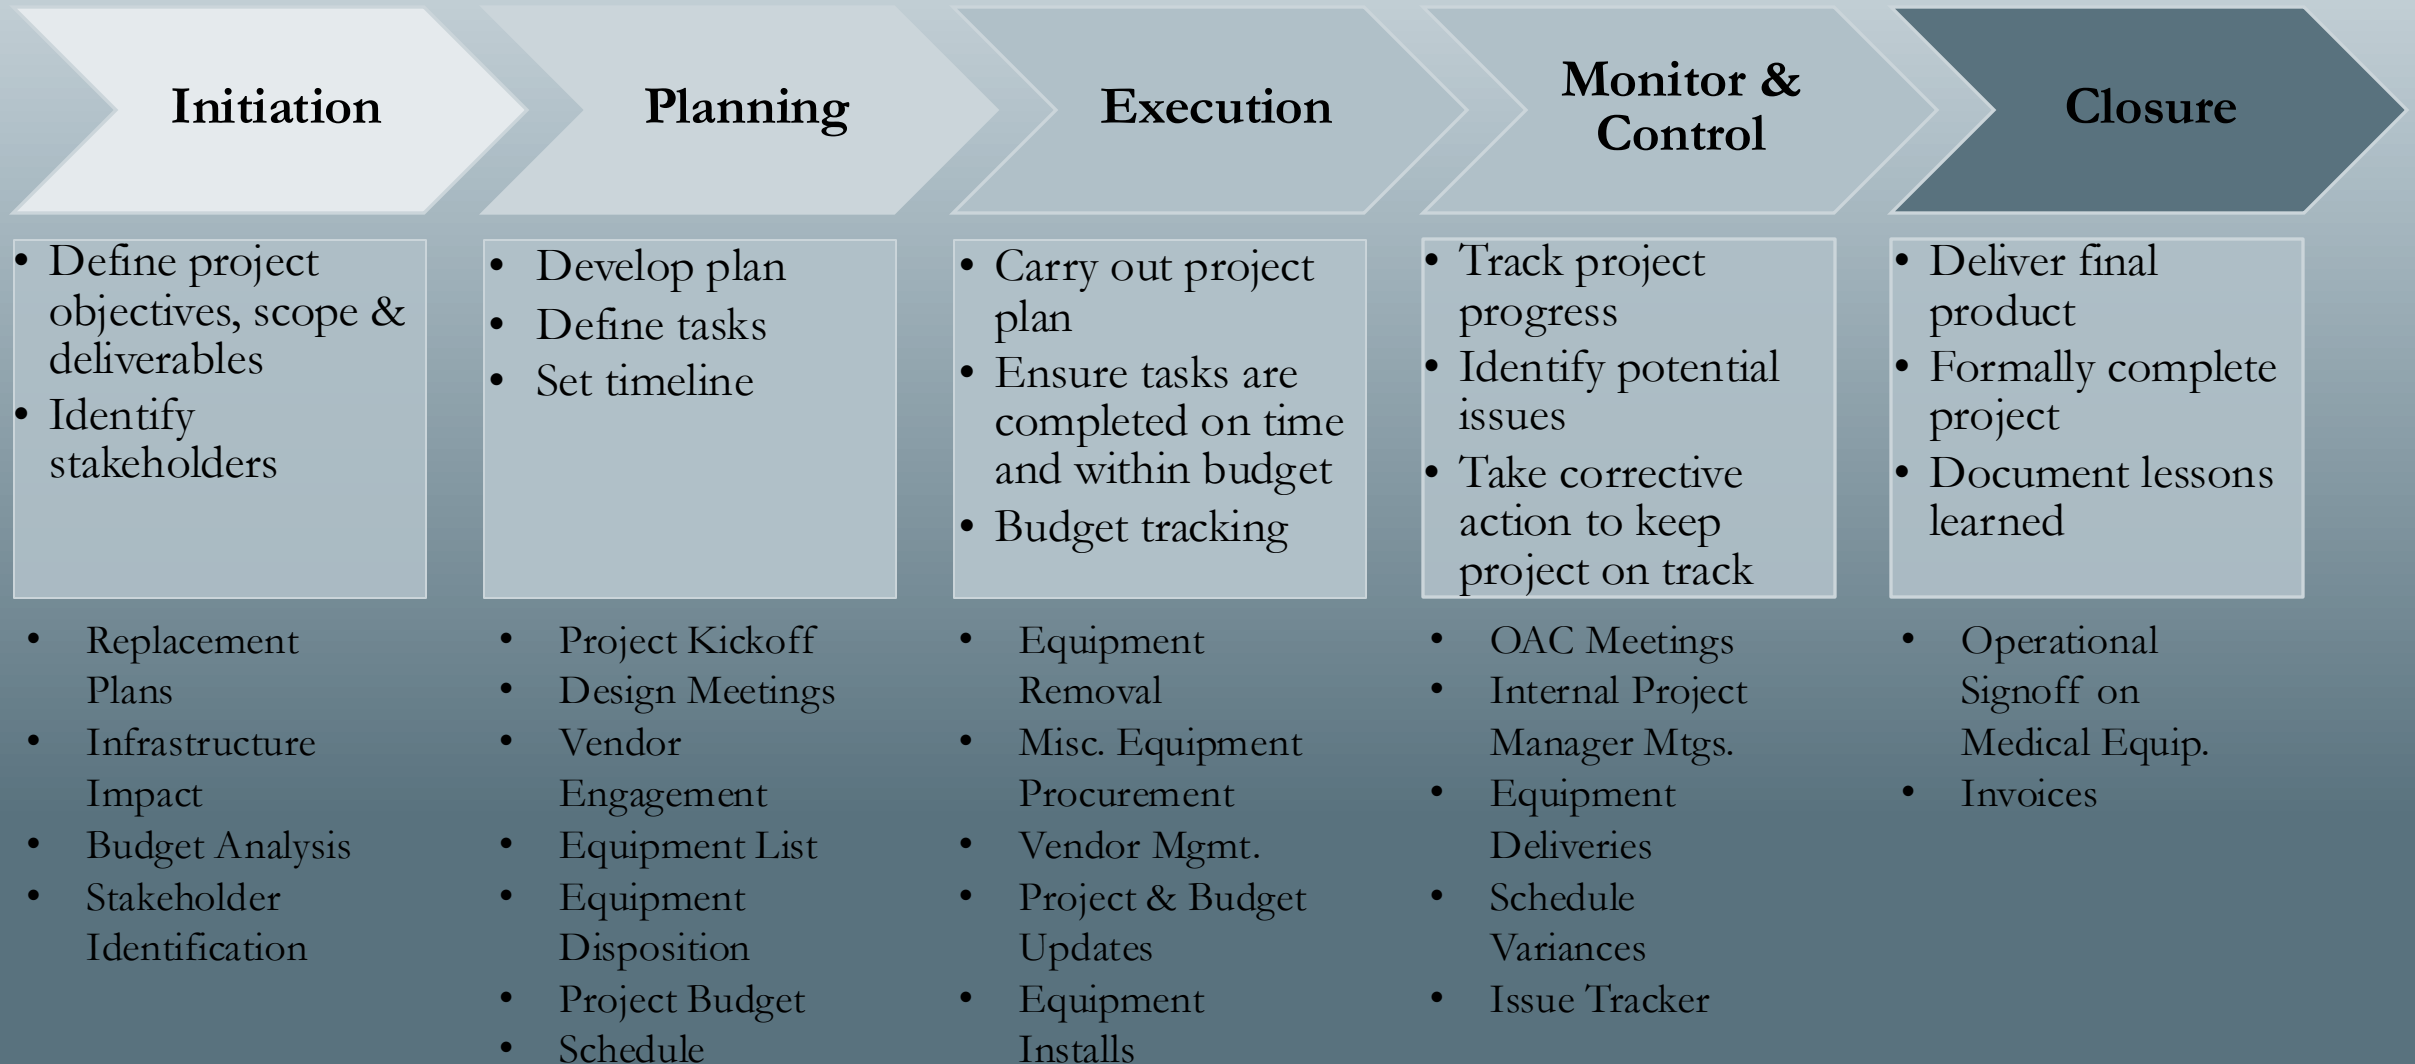 Initiation
Planning
Execution
Monitor &
Control
Closure
• Define project
objectives, scope &
deliverables
• Identify
stakeholders
• Develop plan
• Define tasks
• Set timeline
• Carry out project
plan
• Ensure tasks are
completed on time
and within budget
• Budget tracking
• Track project
progress
• Identify potential
issues
• Take corrective
action to keep
project on track
• Deliver final
product
• Formally complete
project
• Document lessons
learned
• Replacement
Plans
• Infrastructure
Impact
• Budget Analysis
• Stakeholder
Identification
• Project Kickoff
• Design Meetings
• Vendor
Engagement
• Equipment List
• Equipment
Disposition
• Project Budget
• Schedule
• Equipment
Removal
• Misc. Equipment
Procurement
• Vendor Mgmt.
• Project & Budget
Updates
• Equipment
Installs
• OAC Meetings
• Internal Project
Manager Mtgs.
• Equipment
Deliveries
• Schedule
Variances
• Issue Tracker
• Operational
Signoff on
Medical Equip.
• Invoices